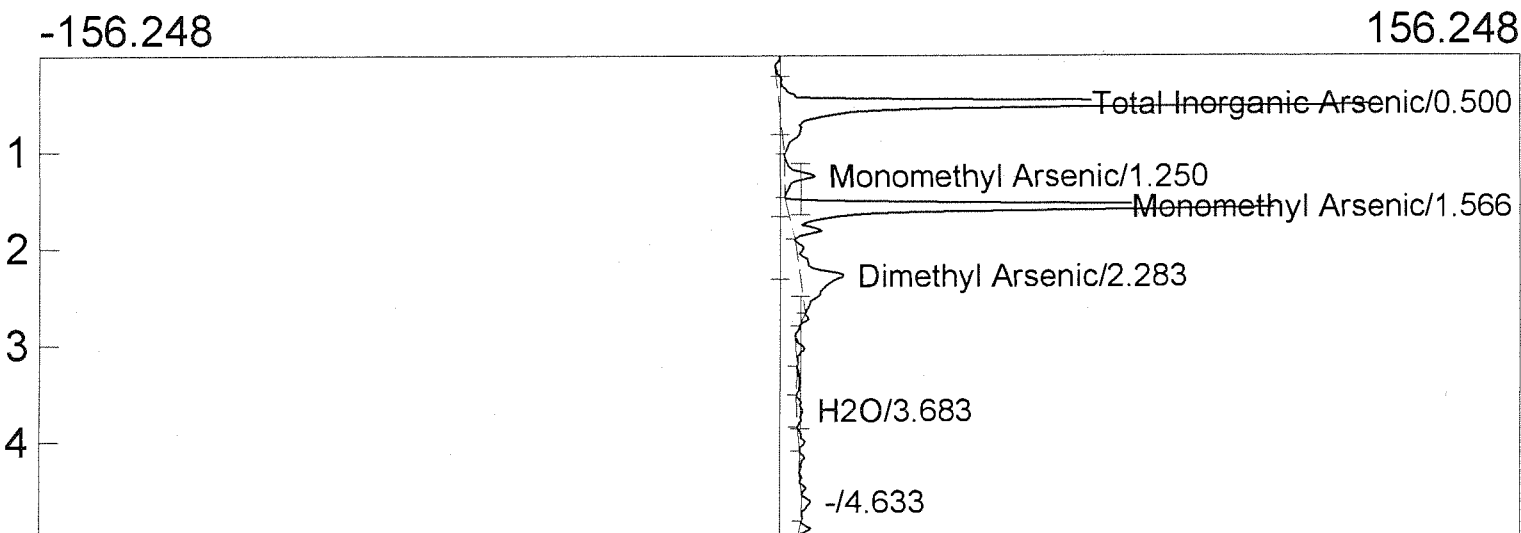 -156.248 156.248
Total Inorganic Arsenic/0.500
1
Monomethyl Arsenic/1.250
Monomethyl Arsenic/1.566
2
Dimethyl Arsenic/2.283
3
H2O/3.683
4
-/4.633